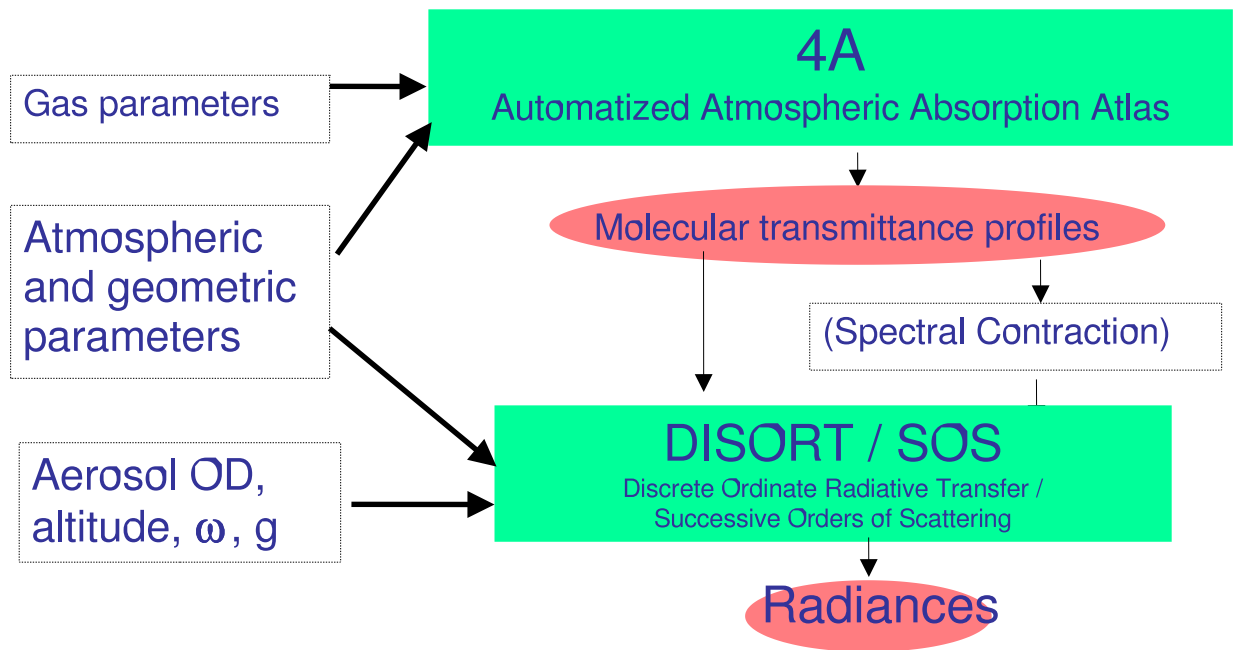 4A
Automatized Atmospheric Absorption Atlas
Gas parameters
Molecular transmittance profiles
Atmospheric
and geometric
parameters
(Spectral Contraction)
DISORT / SOS
Discrete Ordinate Radiative Transfer /
Successive Orders of Scattering
Aerosol OD,
altitude, ω, g
Radiances